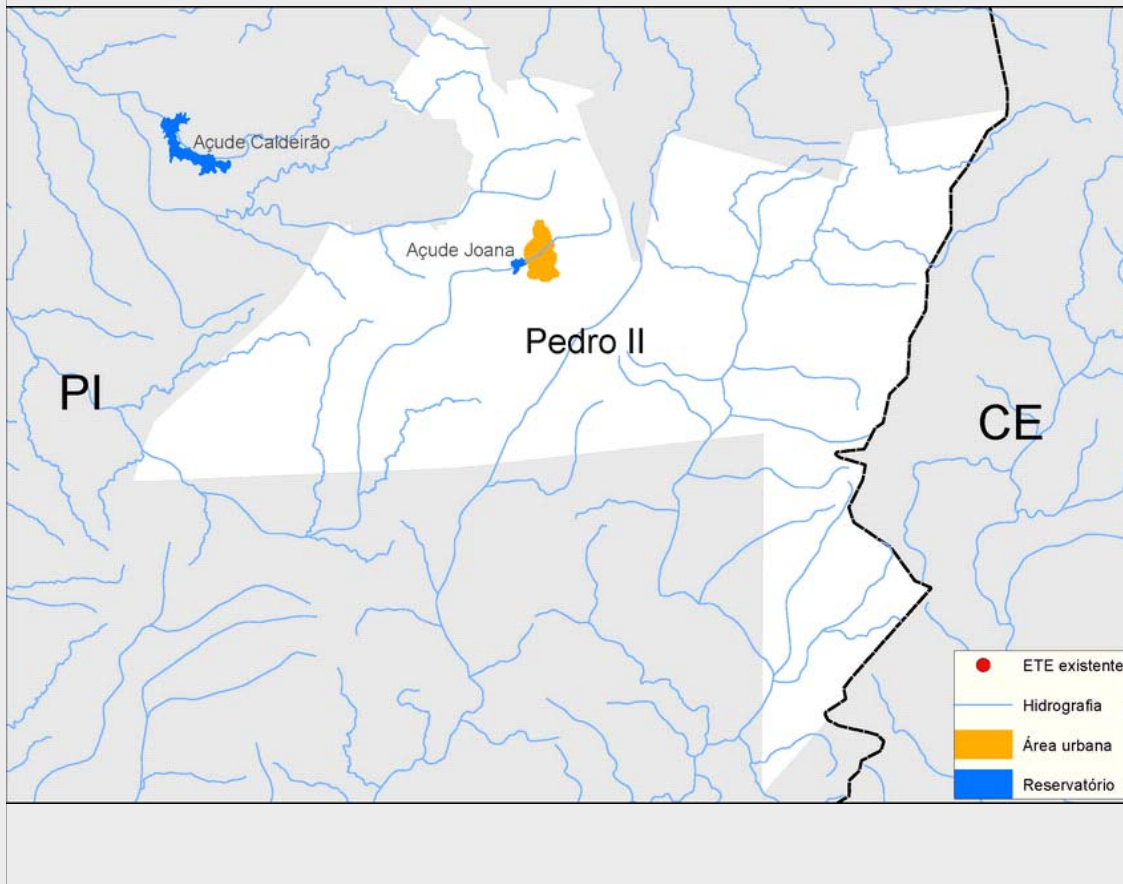 Açude Caldeirão
Açude Joana
Pedro II
PI
CE
ETE existente
Hidrografia
Área urbana
Reservatório